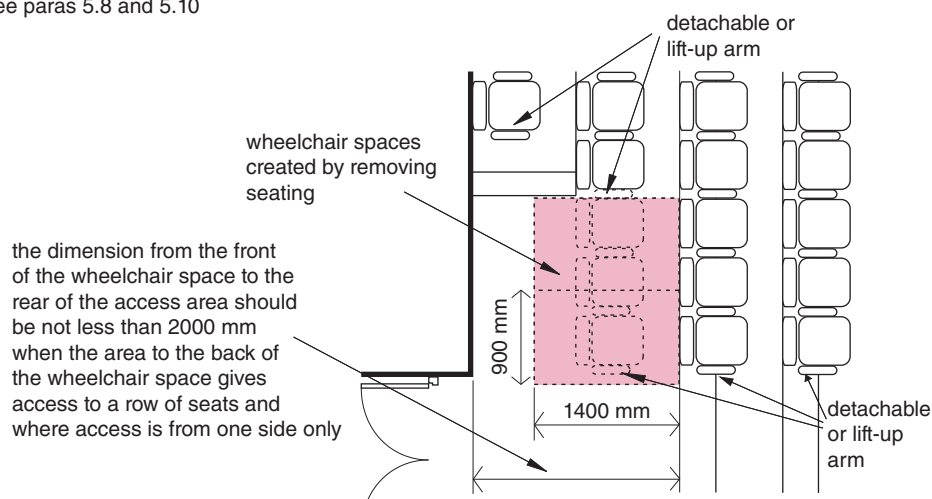 ee paras 5.8 and 5.10
detachable or
lift-up arm
wheelchair spaces
created by removing
seating
the dimension from the front
of the wheelchair space to the
rear of the access area should
be not less than 2000 mm
when the area to the back of
the wheelchair space gives
access to a row of seats and
where access is from one side only
900 mm
1400 mm
detachable
or lift-up
arm